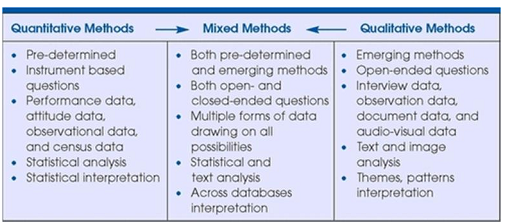 Quantitative Methods
Mixed Methods
Qualitative Methods
• Pre-determined
• Instrument based
questions
• Performance data,
attitude data,
observational data,
and census data
• Statistical analysis
• Statistical interpretation
• Both pre-determined
and emerging methods
• Both open- and
closed-ended questions
• Multiple forms of data
drawing on all
possibilities
• Statistical and
text analysis
• Across databases
interpretation
• Emerging methods
• Open-ended questions
• Interview data,
observation data,
document data, and
audio-visual data
• Text and image
analysis
• Themes, patterns
interpretation